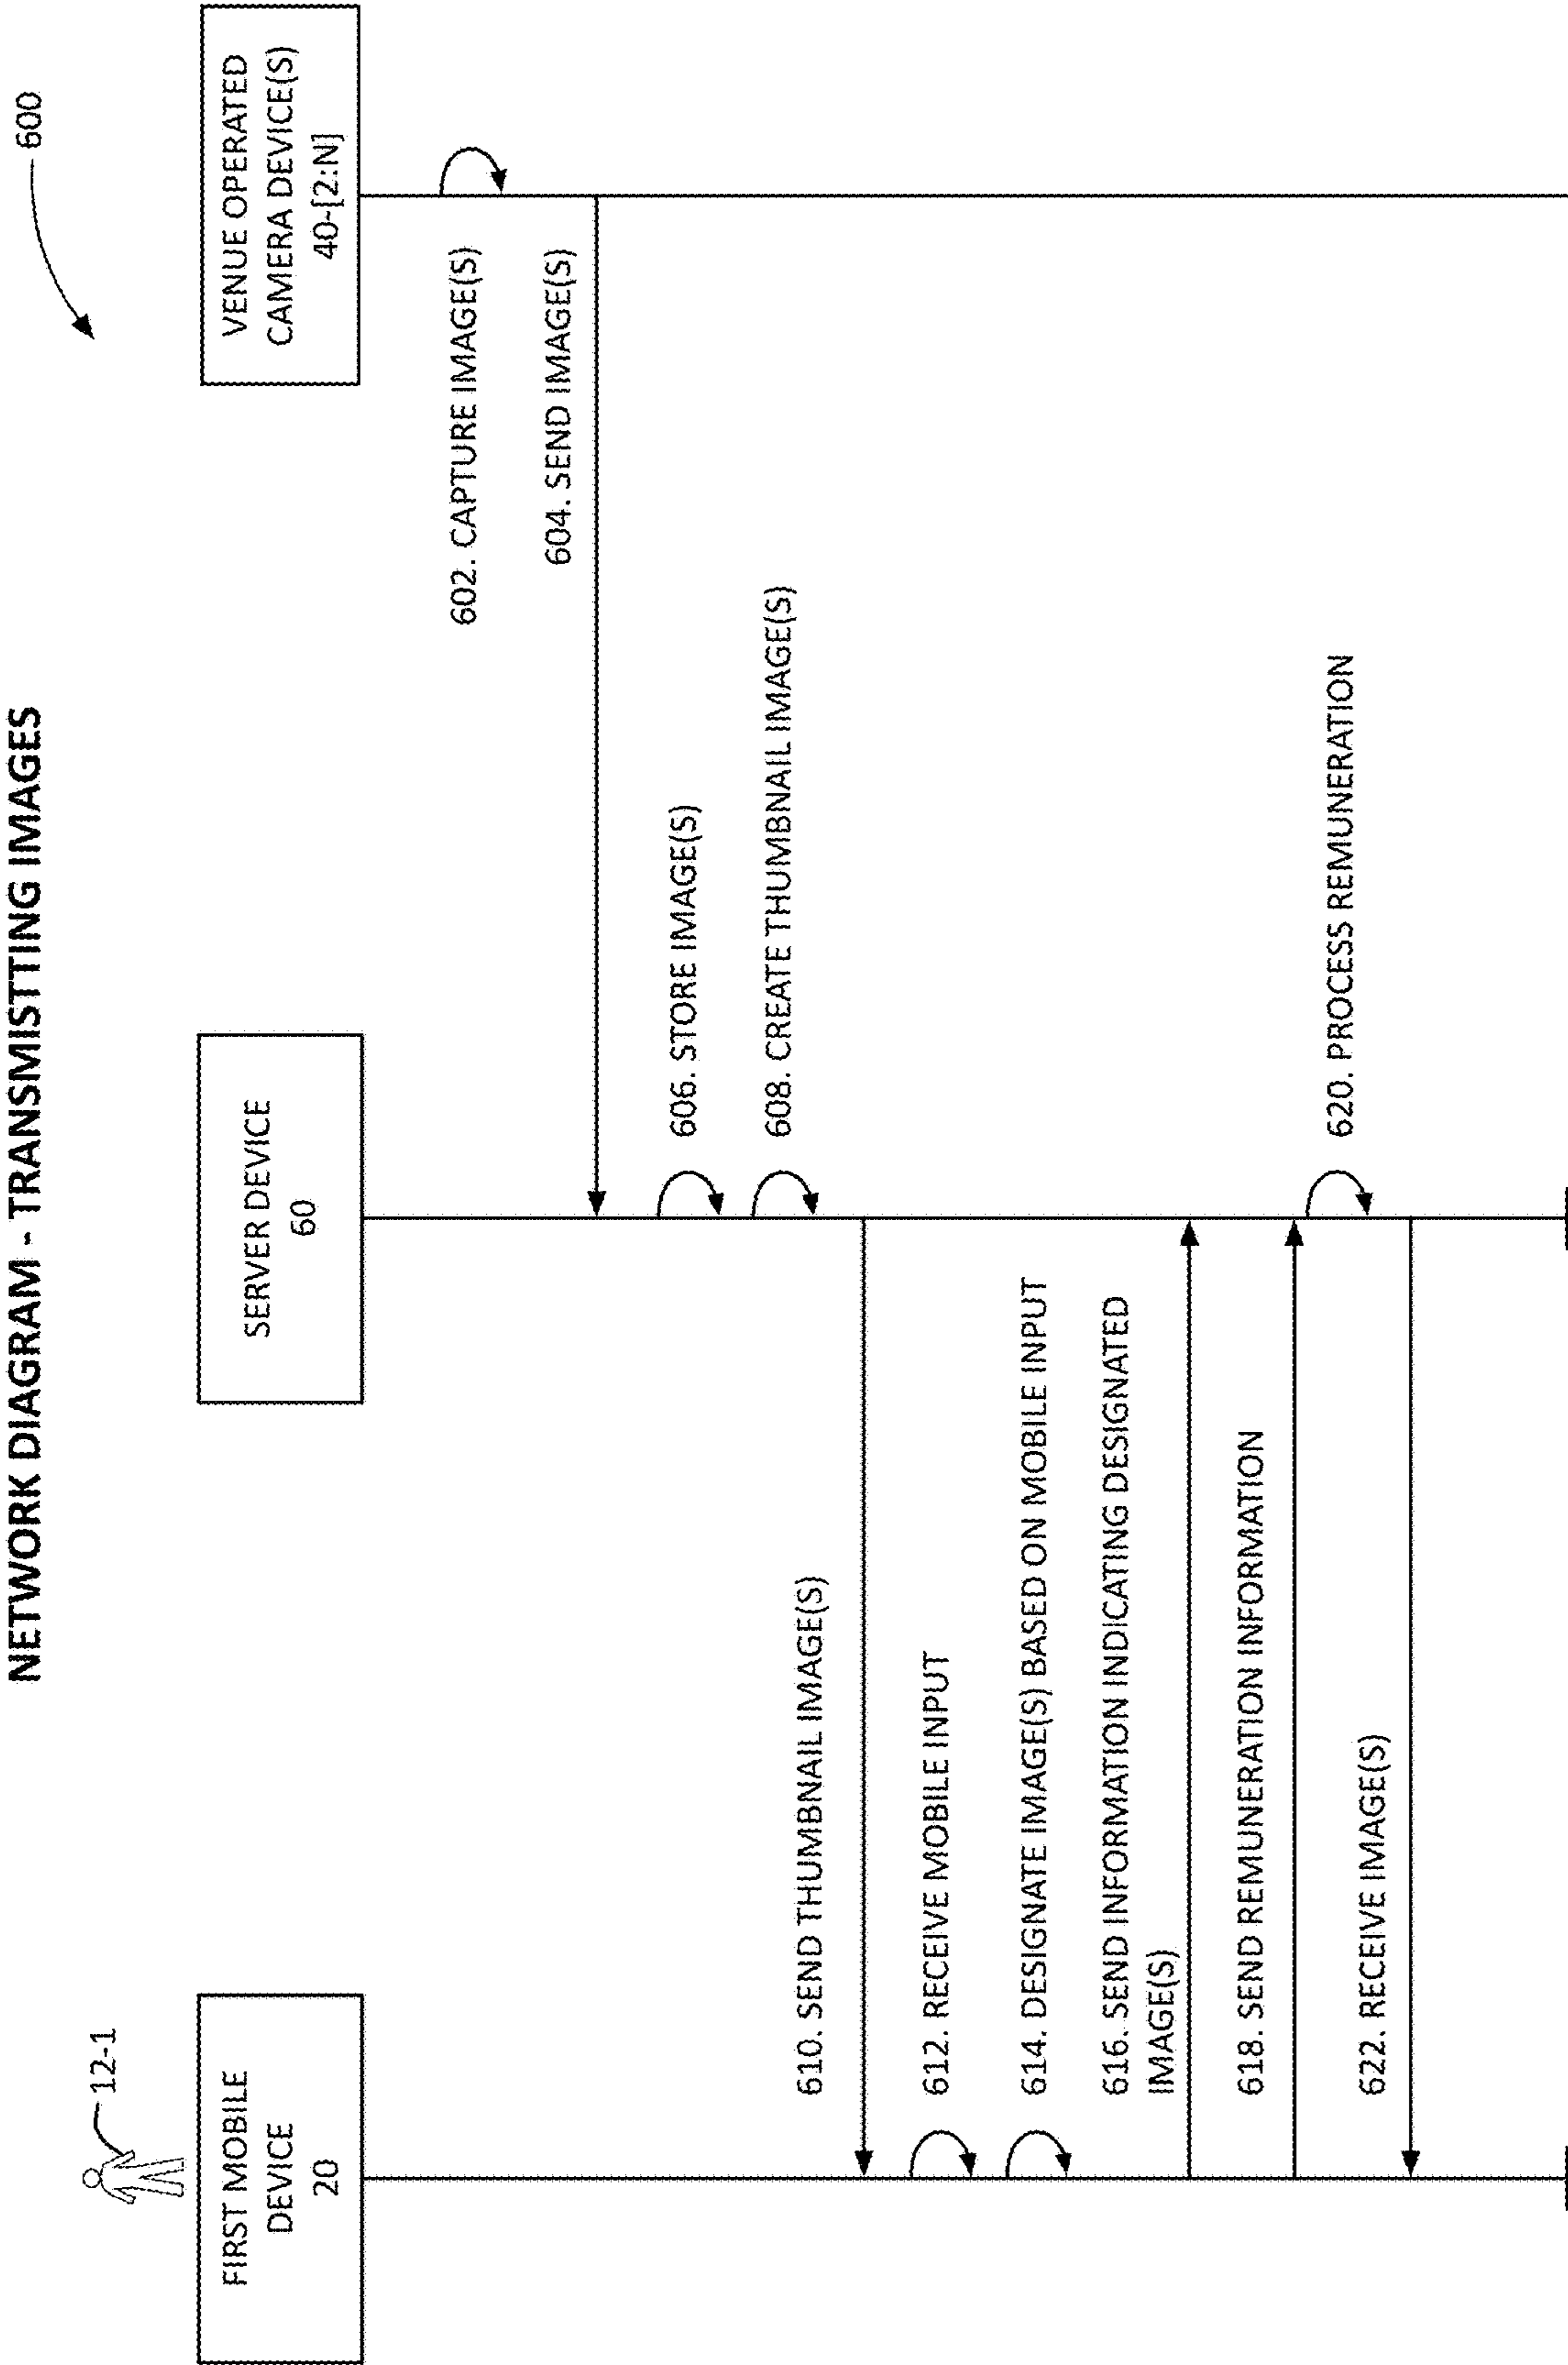 NETWORK DIAGRAM - TRANSMISTTING IMAGES
600
12-1
FIRST MOBILE
DEVICE
20
SERVER DEVICE
60
VENUE OPERATED
CAMERA DEVICE(S)
40-[2:N]
602. CAPTURE IMAGE(S)
604. SEND IMAGE(S)
606. STORE IMAGE(S)
608. CREATE THUMBNAIL IMAGE(S)
610. SEND THUMBNAIL IMAGE(S)
612. RECEIVE MOBILE INPUT
614. DESIGNATE IMAGE(S) BASED ON MOBILE INPUT
616. SEND INFORMATION INDICATING DESIGNATED
IMAGE(S)
618. SEND REMUNERATION INFORMATION
620. PROCESS REMUNERATION
622. RECEIVE IMAGE(S)